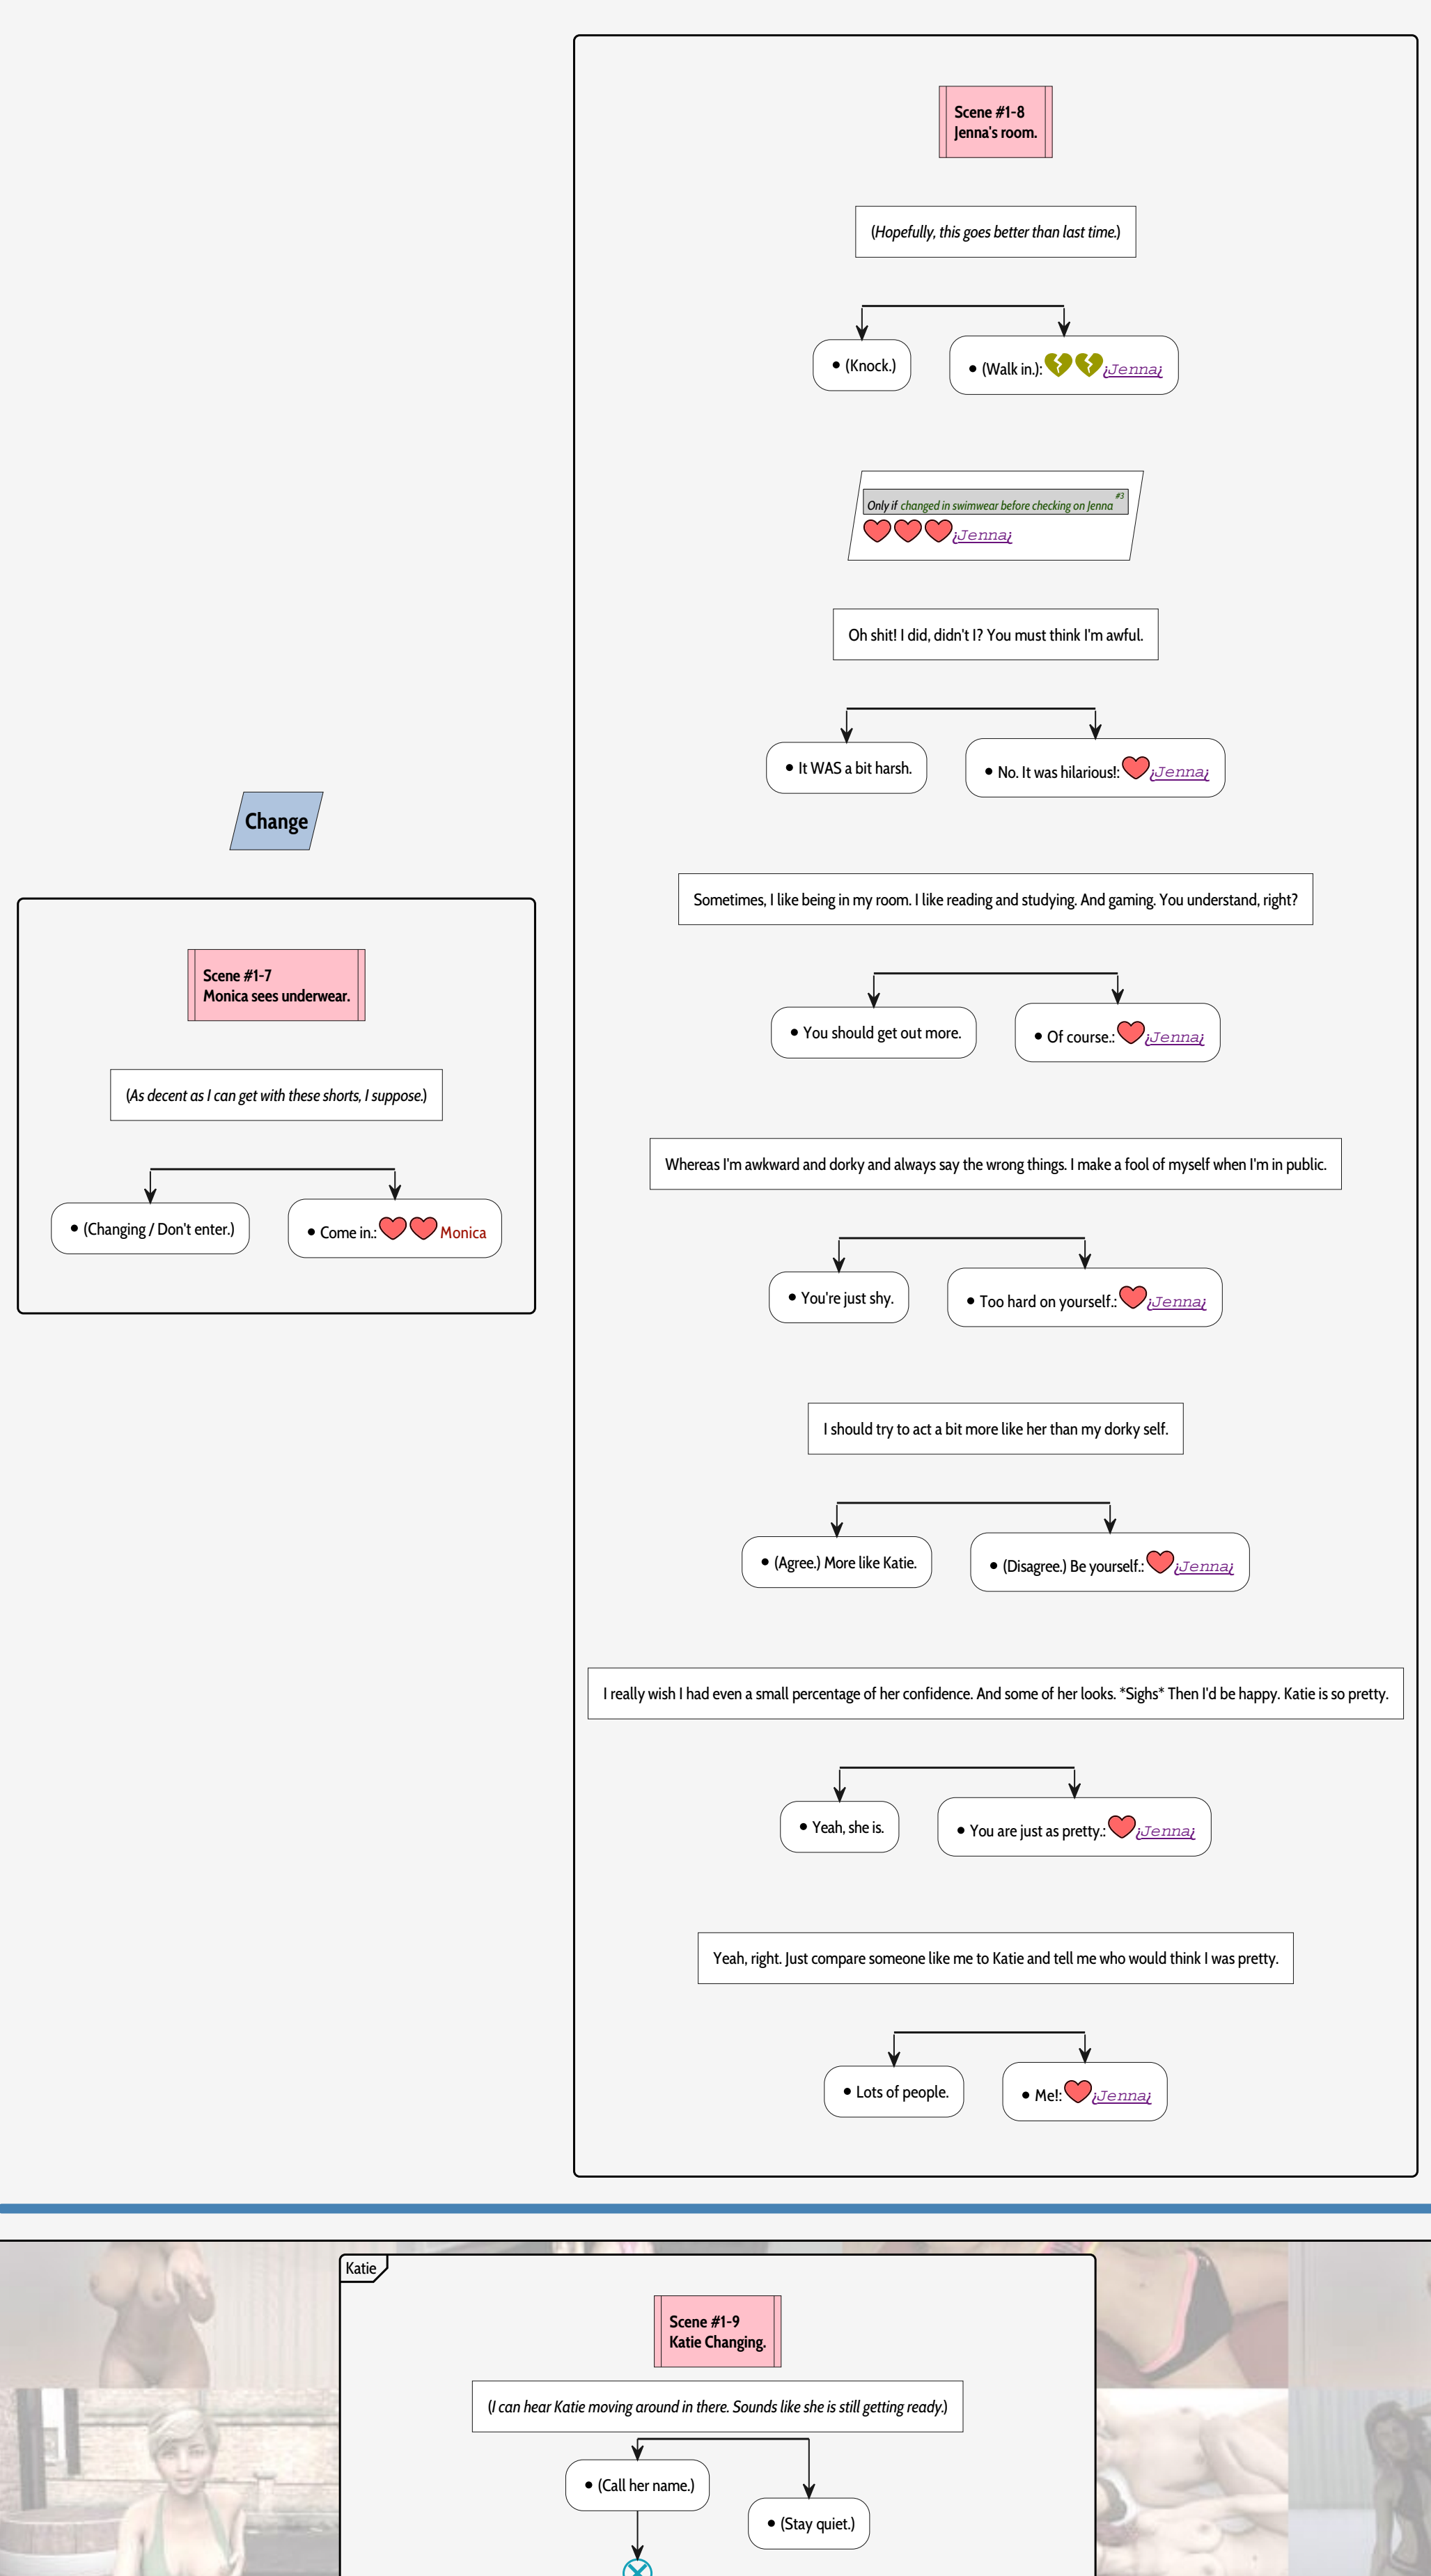 Change
Scene #1-7
Monica sees underwear.
(As decent as I can get with these shorts, I suppose.)
• (Changing / Don't enter.)
• Come in.: Monica
Scene #1-8
Jenna's room.
(Hopefully, this goes better than last time.)
• (Knock.)
• (Walk in.): ¿Jenna¿
Only if changed in swimwear before checking on Jenna #3
¿Jenna¿
Oh shit! I did, didn't I? You must think I'm awful.
• It WAS a bit harsh.
• No. It was hilarious!: ¿Jenna¿
Sometimes, I like being in my room. I like reading and studying. And gaming. You understand, right?
• You should get out more.
• Of course.: ¿Jenna¿
Whereas I'm awkward and dorky and always say the wrong things. I make a fool of myself when I'm in public.
• You're just shy.
• Too hard on yourself.: ¿Jenna¿
I should try to act a bit more like her than my dorky self.
• (Agree.) More like Katie.
• (Disagree.) Be yourself.: ¿Jenna¿
I really wish I had even a small percentage of her confidence. And some of her looks. *Sighs* Then I'd be happy. Katie is so pretty.
• Yeah, she is.
• You are just as pretty.: ¿Jenna¿
Yeah, right. Just compare someone like me to Katie and tell me who would think I was pretty.
• Lots of people.
• Me!: ¿Jenna¿
Katie
Scene #1-9
Katie Changing.
(I can hear Katie moving around in there. Sounds like she is still getting ready.)
• (Call her name.)
• (Stay quiet.)